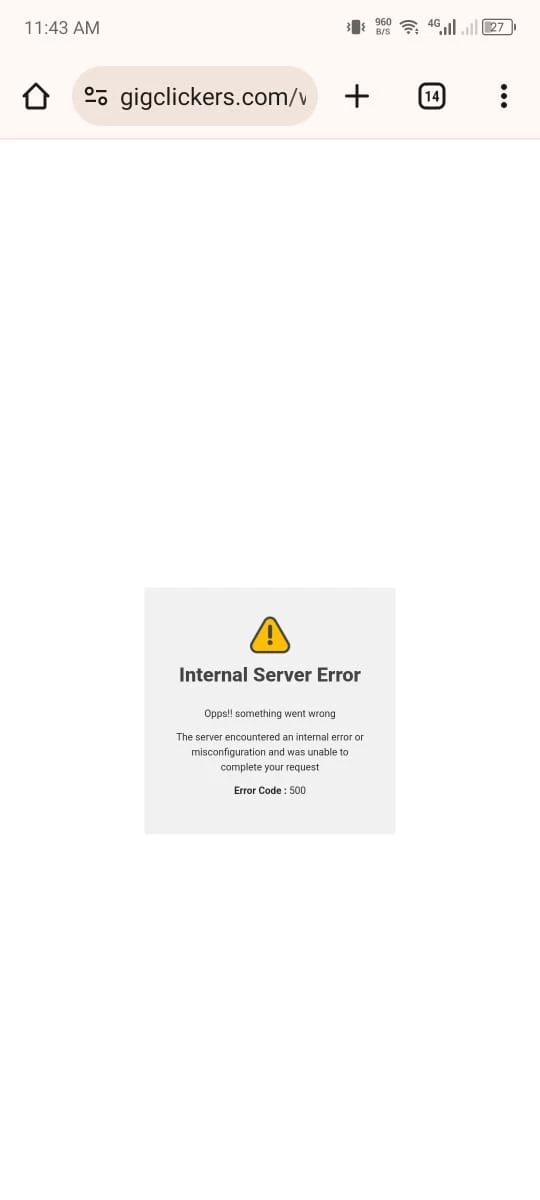 11:43 AM
960
B/S
4G
27
gigclickers.com/v
14
Internal Server Error
Opps!! something went wrong
The server encountered an internal error or
misconfiguration and was unable to
complete your request
Error Code : 500